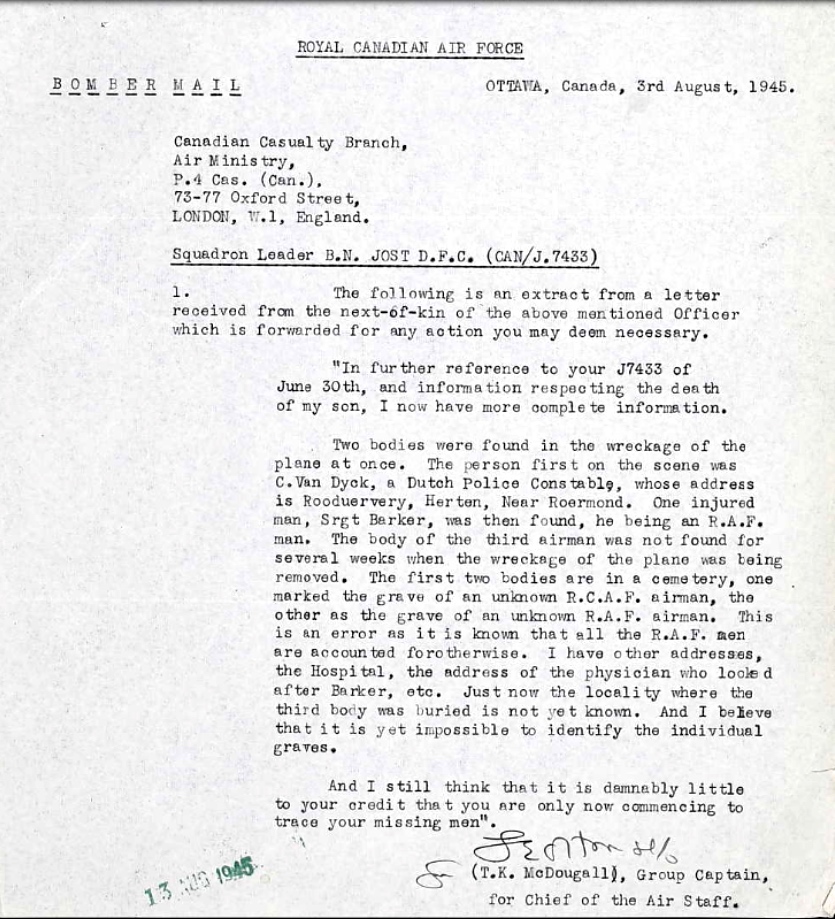 ROYAL CANADIAN AIR FORCE
BOMBER MAIL
OTTAWA, Canada, 3rd August, 1945.
Canadian Casualty Branch,
Air Ministry,
P.4 Cas. (Can.),
73-77 Oxford Street,
LONDON, W.1, England.
Squadron Leader B.N. JOST D.F.C. (CAN/J.7433)
1. The following is an extract from a letter
received from the next-of-kin of the above mentioned Officer
which is forwarded for any action you may deem necessary.
"In further reference to your J7433 of
June 30th, and information respecting the death
of my son, I now have more complete information.
Two bodies were found in the wreckage of the
plane at once. The person first on the scene was
C.Van Dyck, a Dutch Police Constable, whose address
is Rooduervery, Herten, Near Roermond. One injured
man, Srgt Barker, was then found, he being an R.A.F.
man. The body of the third airman was not found for
several weeks when the wreckage of the plane was being
removed. The first two bodies are in a cemetery, one
marked the grave of an unknown R.C.A.F. airman, the
other as the grave of an unknown R.A.F. airman. This
is an error as it is known that all the R.A.F. men
are accounted forotherwise. I have other addresses,
the Hospital, the address of the physician who looked
after Barker, etc. Just now the locality where the
third body was buried is not yet known. And I believe
that it is yet impossible to identify the individual
graves.
And I still think that it is damnably little
to your credit that you are only now commencing to
trace your missing men".
(T.K. McDougall), Group Captain,
for Chief of the Air Staff.
13 AUG 1945